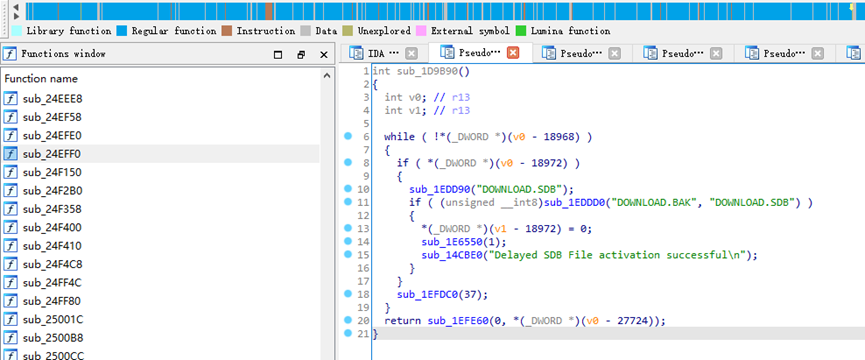 Library function Regular function Instruction Data Unexplored External symbol Lumina function
Functions window
IDA ··· Pseudo··· Pseudo··· Pseudo··· Pseudo···
Function name
sub_24EEE8
sub_24EF58
sub_24EFE0
sub_24EFF0
sub_24F150
sub_24F2B0
sub_24F358
sub_24F400
sub_24F410
sub_24F4C8
sub_24FF4C
sub_24FF80
sub_25001C
sub_2500B8
sub_2500CC
1 int sub_1D9B90()
2 {
3 int v0; // r13
4 int v1; // r13
5
6 while ( !*(_DWORD *)(v0 - 18968) )
7 {
8 if ( *(_DWORD *)(v0 - 18972) )
9 {
10 sub_1EDD90("DOWNLOAD.SDB");
11 if ( (unsigned __int8)sub_1EDDD0("DOWNLOAD.BAK", "DOWNLOAD.SDB") )
12 {
13 *(_DWORD *)(v1 - 18972) = 0;
14 sub_1E6550(1);
15 sub_14CBE0("Delayed SDB File activation successful\n");
16 }
17 }
18 sub_1EFDC0(37);
19 }
20 return sub_1EFE60(0, *(_DWORD *)(v0 - 27724));
21 }